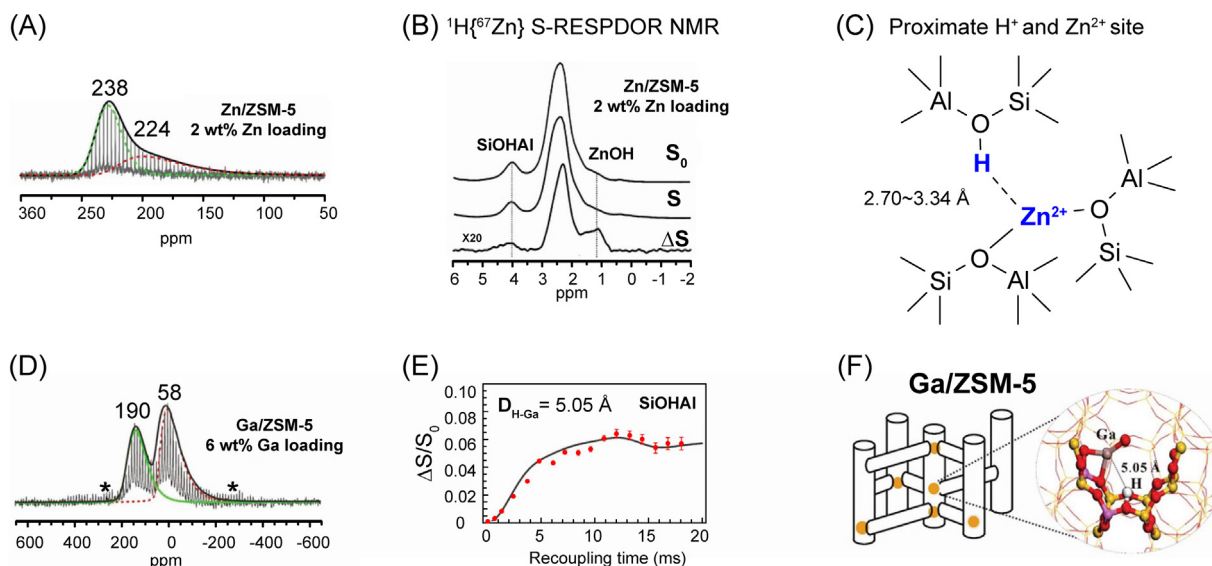 (A)
238
224
Zn/ZSM-5
2 wt% Zn loading
360 250 200 150 100 50
ppm
(B) ¹H{⁶⁷Zn} S-RESPDOR NMR
Zn/ZSM-5
2 wt% Zn loading
SiOHAl
ZnOH
S₀
S
X20
ΔS
6 5 4 3 2 1 0 -1 -2
ppm
(C) Proximate H⁺ and Zn²⁺ site
Al Si
O
H
2.70~3.34 Å
Zn²⁺
O
Al
Si
O
Si Al
(D)
190
58
Ga/ZSM-5
6 wt% Ga loading
* *
600 400 200 0 -200 -400 -600
ppm
(E)
ΔS/S₀
0.10
0.08
0.06
0.04
0.02
0
D_H-Ga = 5.05 Å
SiOHAl
0 5 10 15 20
Recoupling time (ms)
(F)
Ga/ZSM-5
Ga
5.05 Å
H